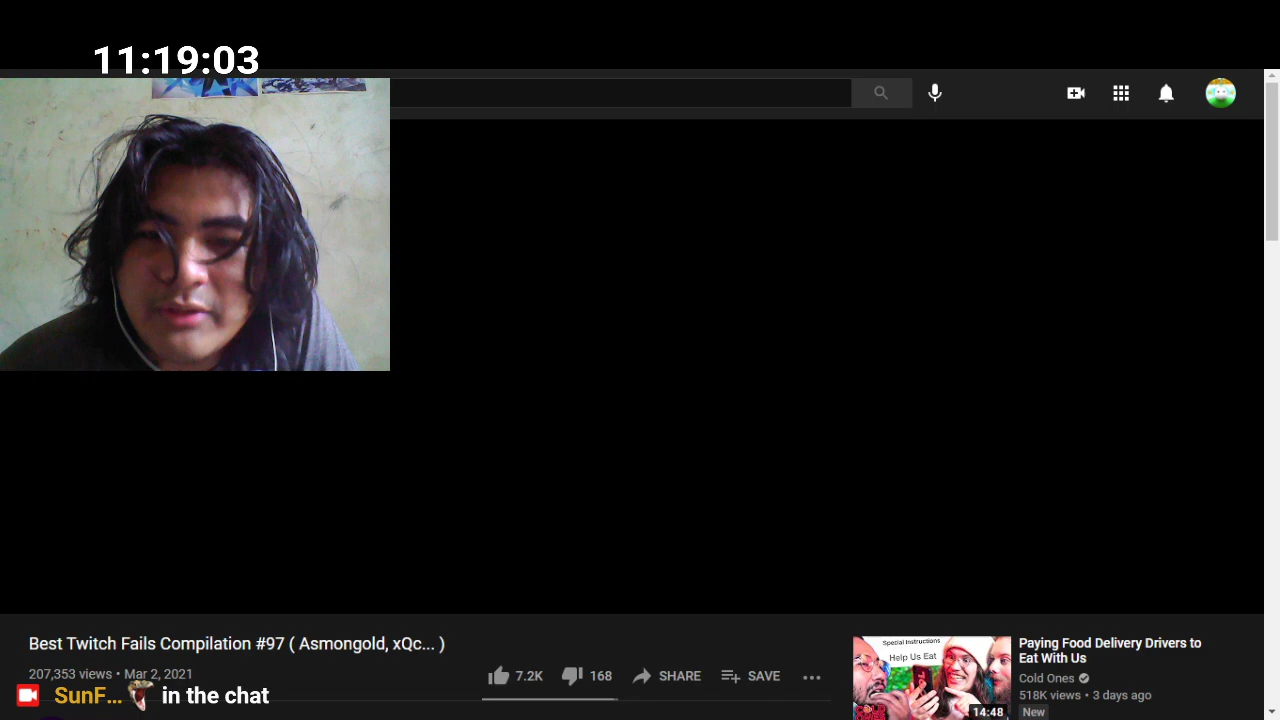 11:19:03
Best Twitch Fails Compilation #97 ( Asmongold, xQc... )
207,353 views • Mar 2, 2021
7.2K
168
SHARE
SAVE
SunF... in the chat
Special Instructions
Help Us Eat
COLD
14:48
Paying Food Delivery Drivers to
Eat With Us
Cold Ones
518K views • 3 days ago
New